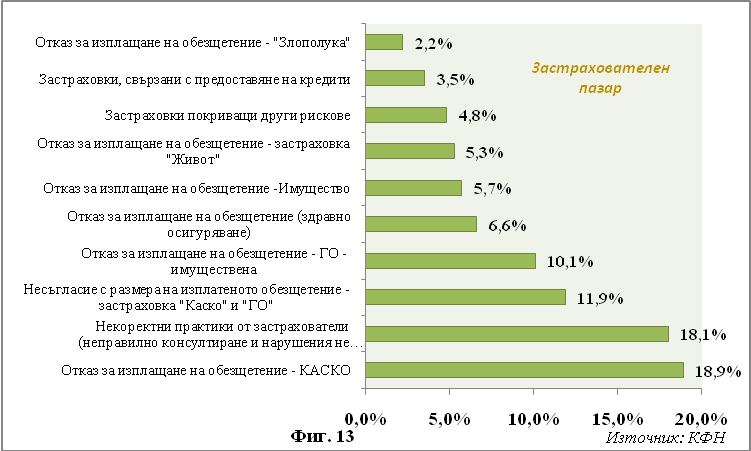 Отказ за изплащане на обезщетение - "Злополука"
2,2%
Застраховки, свързани с предоставяне на кредити
3,5%
Застраховки покриващи други рискове
4,8%
Отказ за изплащане на обезщетение - застраховка
"Живот"
5,3%
Отказ за изплащане на обезщетение -Имущество
5,7%
Отказ за изплащане на обезщетение (здравно
осигуряване)
6,6%
Отказ за изплащане на обезщетение - ГО -
имуществена
10,1%
Несъгласие с размера на изплатеното обезщетение -
застраховка "Каско" и "ГО"
11,9%
Некоректни практики от застрахователи
(неправилно консултиране и нарушения не…
18,1%
Отказ за изплащане на обезщетение - КАСКО
18,9%
Застрахователен
пазар
0,0% 5,0% 10,0% 15,0% 20,0%
Фиг. 13
Източник: КФН